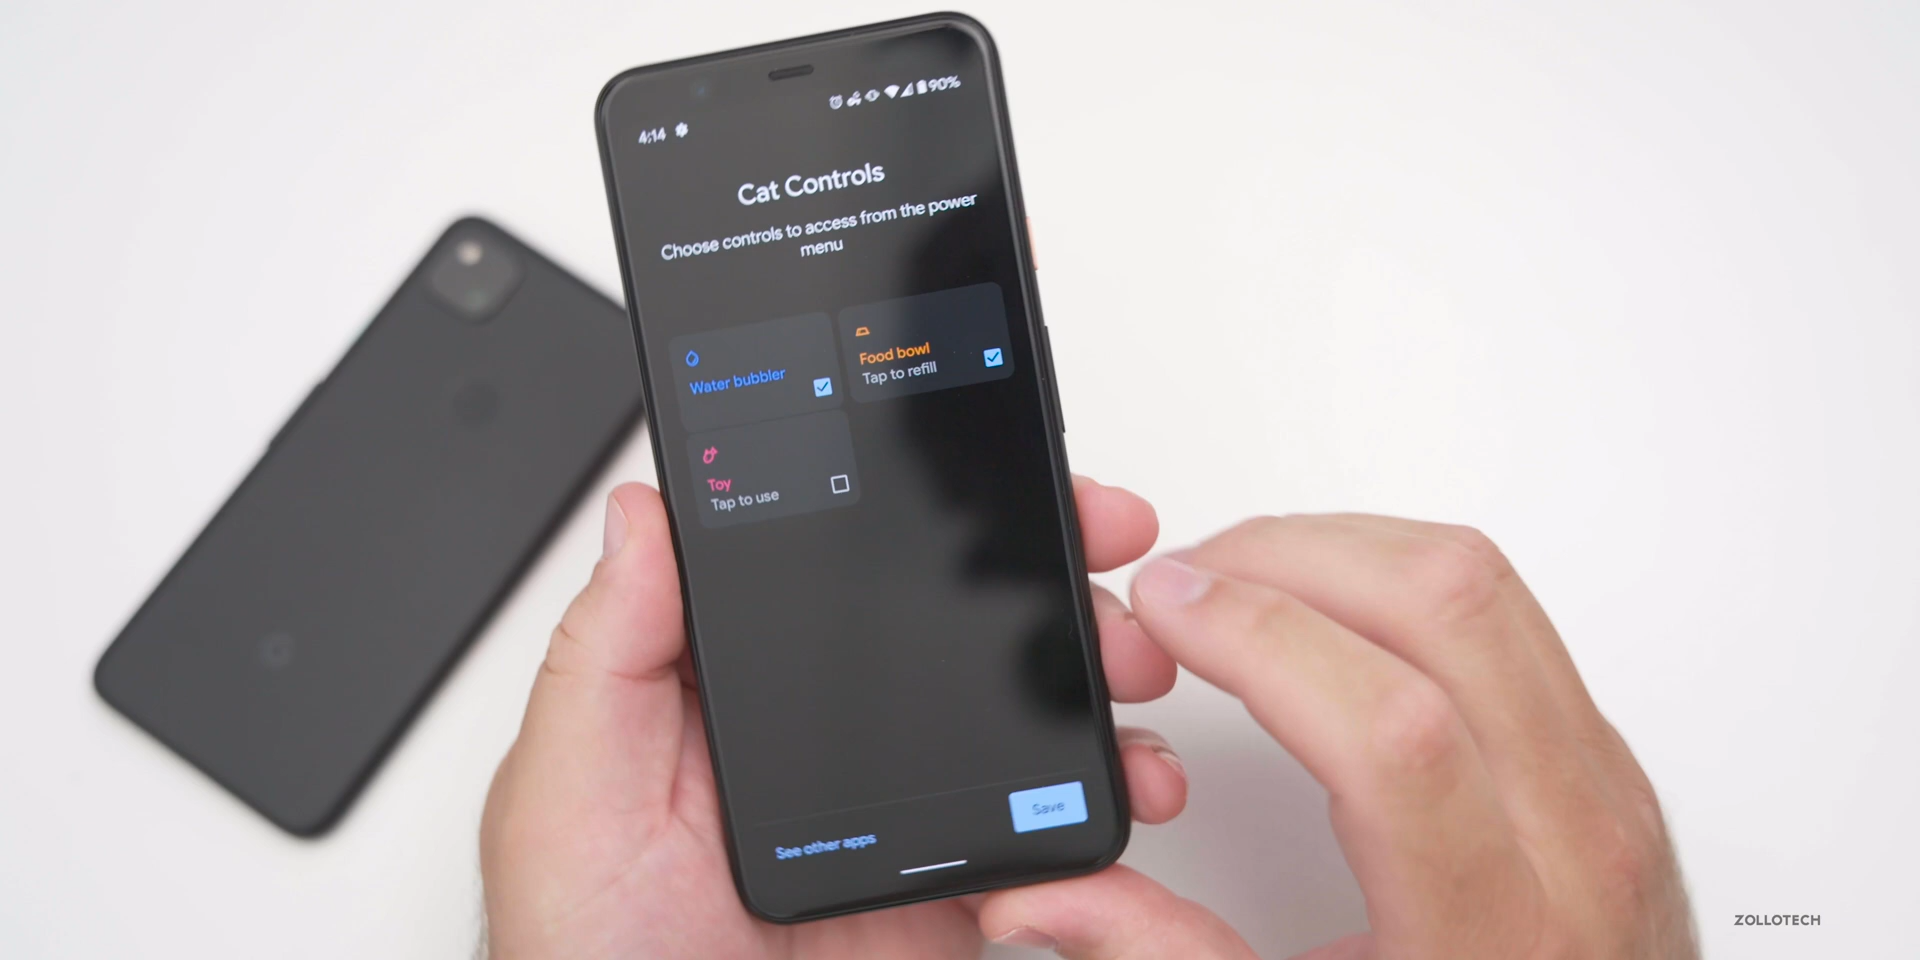 4:14
90%
Cat Controls
Choose controls to access from the power
menu
Water bubbler
Food bowl
Tap to refill
Toy
Tap to use
See other apps
Save
ZOLLOTECH